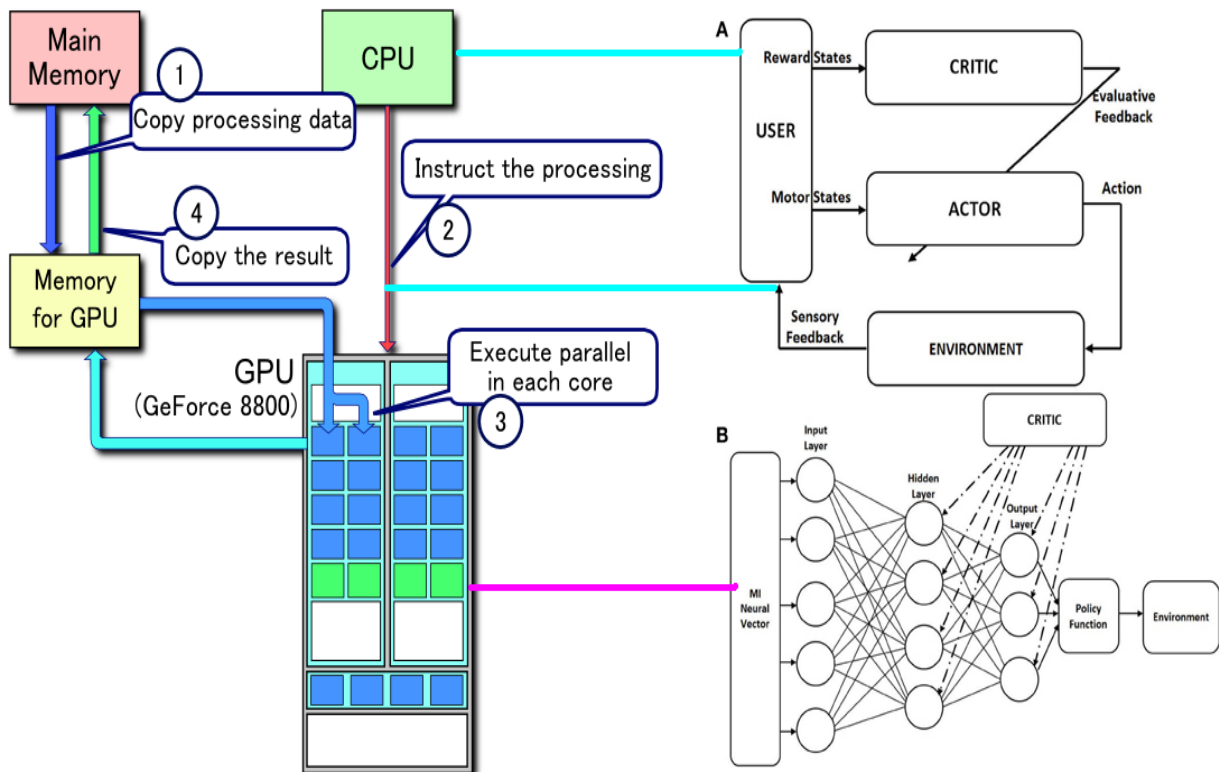 Main
Memory
1
Copy processing data
CPU
Instruct the processing
2
4
Copy the result
Memory
for GPU
GPU
(GeForce 8800)
Execute parallel
in each core
3
A
USER
Reward States
CRITIC
Evaluative
Feedback
Motor States
ACTOR
Action
Sensory
Feedback
ENVIRONMENT
B
CRITIC
Input
Layer
Hidden
Layer
Output
Layer
MI
Neural
Vector
Policy
Function
Environment